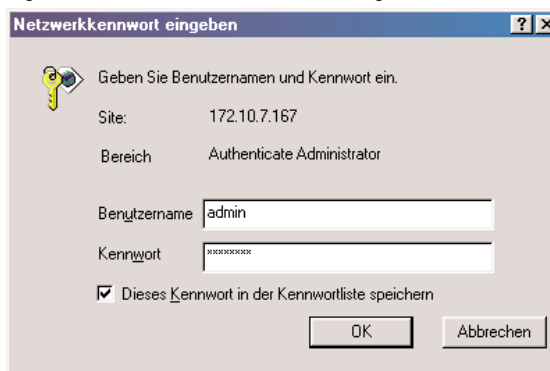 Netzwerkkennwort eingeben
Geben Sie Benutzernamen und Kennwort ein.
Site: 172.10.7.167
Bereich Authenticate Administrator
Benutzername admin
Kennwort xxxxxxxx
Dieses Kennwort in der Kennwortliste speichern
OK Abbrechen